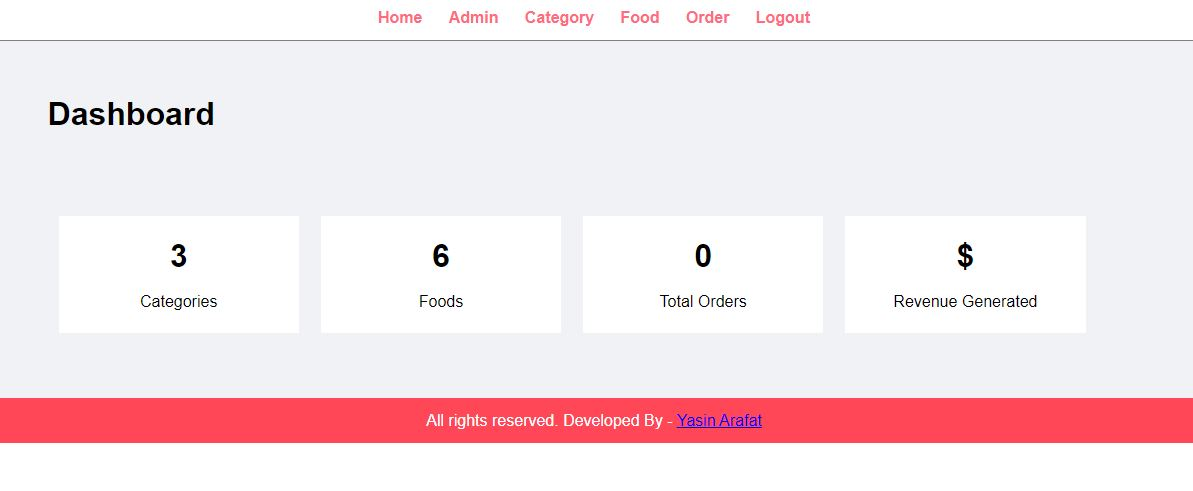 Home Admin Category Food Order Logout
Dashboard
3
Categories
6
Foods
0
Total Orders
$
Revenue Generated
All rights reserved. Developed By - Yasin Arafat